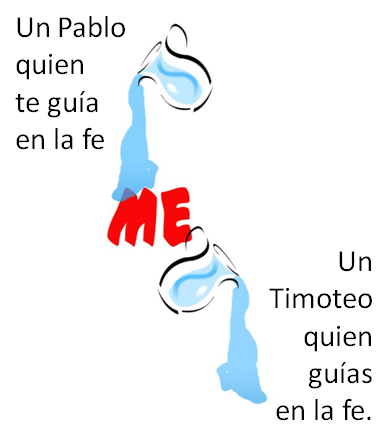 Un Pablo
quien
te guía
en la fe
ME
Un
Timoteo
quien
guías
en la fe.